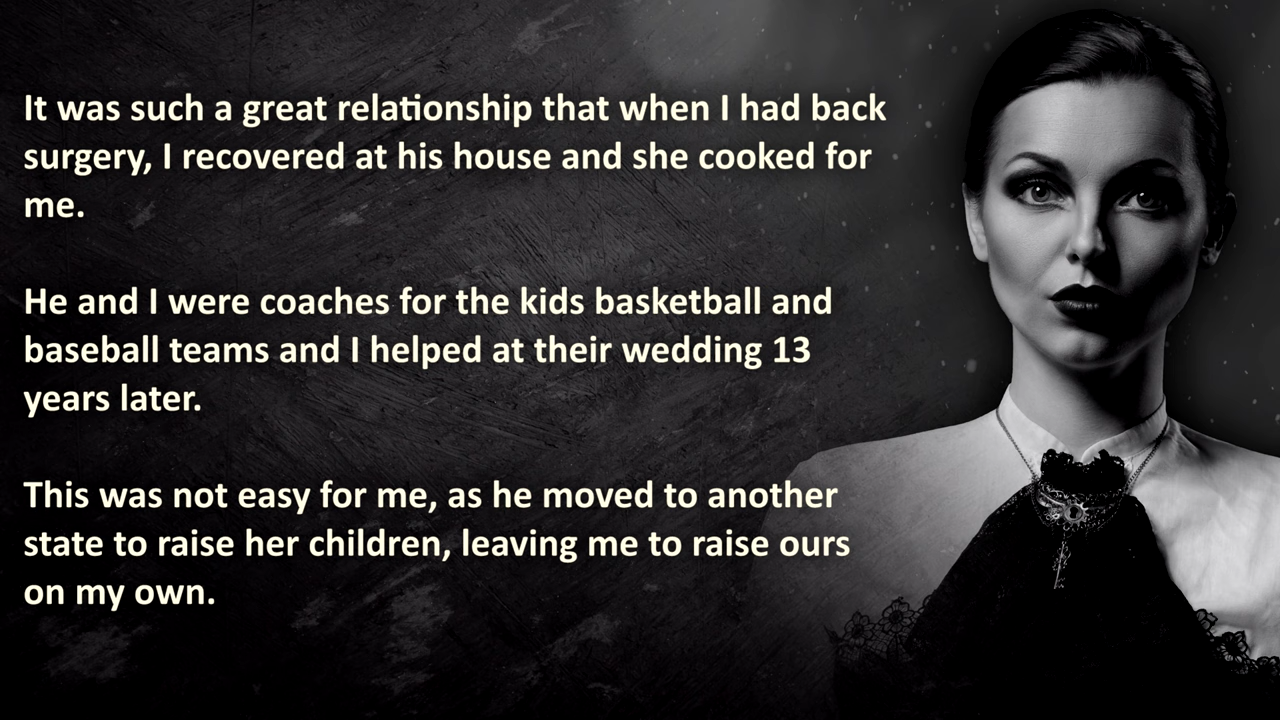 It was such a great relationship that when I had back
surgery, I recovered at his house and she cooked for
me.
He and I were coaches for the kids basketball and
baseball teams and I helped at their wedding 13
years later.
This was not easy for me, as he moved to another
state to raise her children, leaving me to raise ours
on my own.